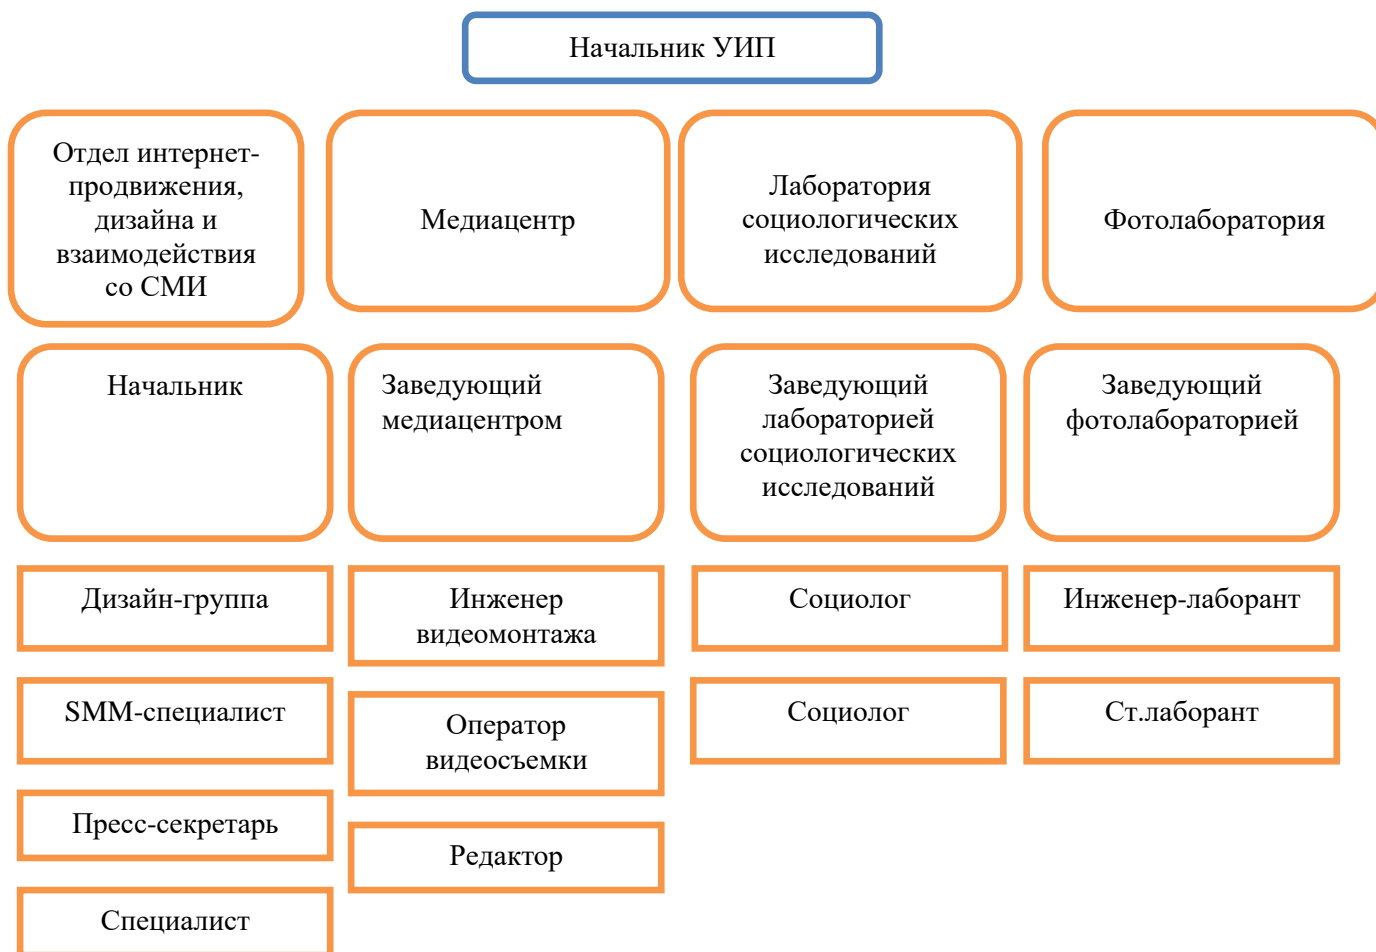 Начальник УИП
Отдел интернет-
продвижения,
дизайна и
взаимодействия
со СМИ
Медиацентр
Лаборатория
социологических
исследований
Фотолаборатория
Начальник
Заведующий
медиацентром
Заведующий
лабораторией
социологических
исследований
Заведующий
фотолабораторией
Дизайн-группа
Инженер
видеомонтажа
Социолог
Инженер-лаборант
SMM-специалист
Оператор
видеосъемки
Социолог
Ст.лаборант
Пресс-секретарь
Редактор
Специалист